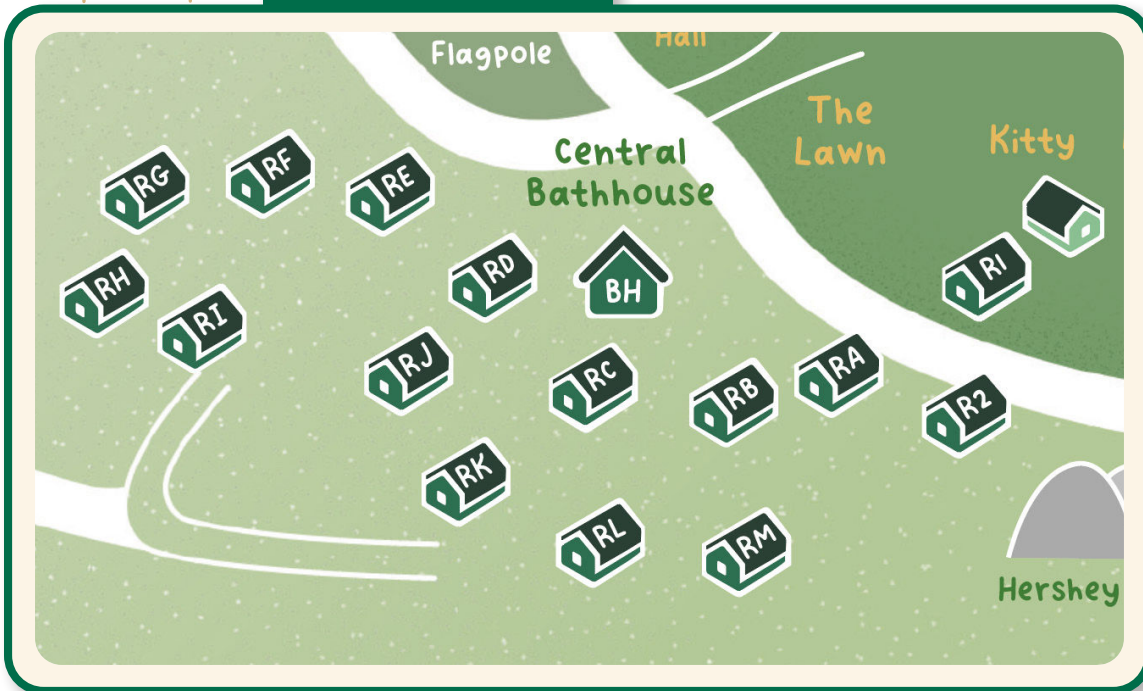 Hall
Flagpole
The
Lawn
Kitty
Central
Bathhouse
RG
RF
RE
RD
BH
R1
RH
RI
RJ
RC
RB
RA
R2
RK
RL
RM
Hershey